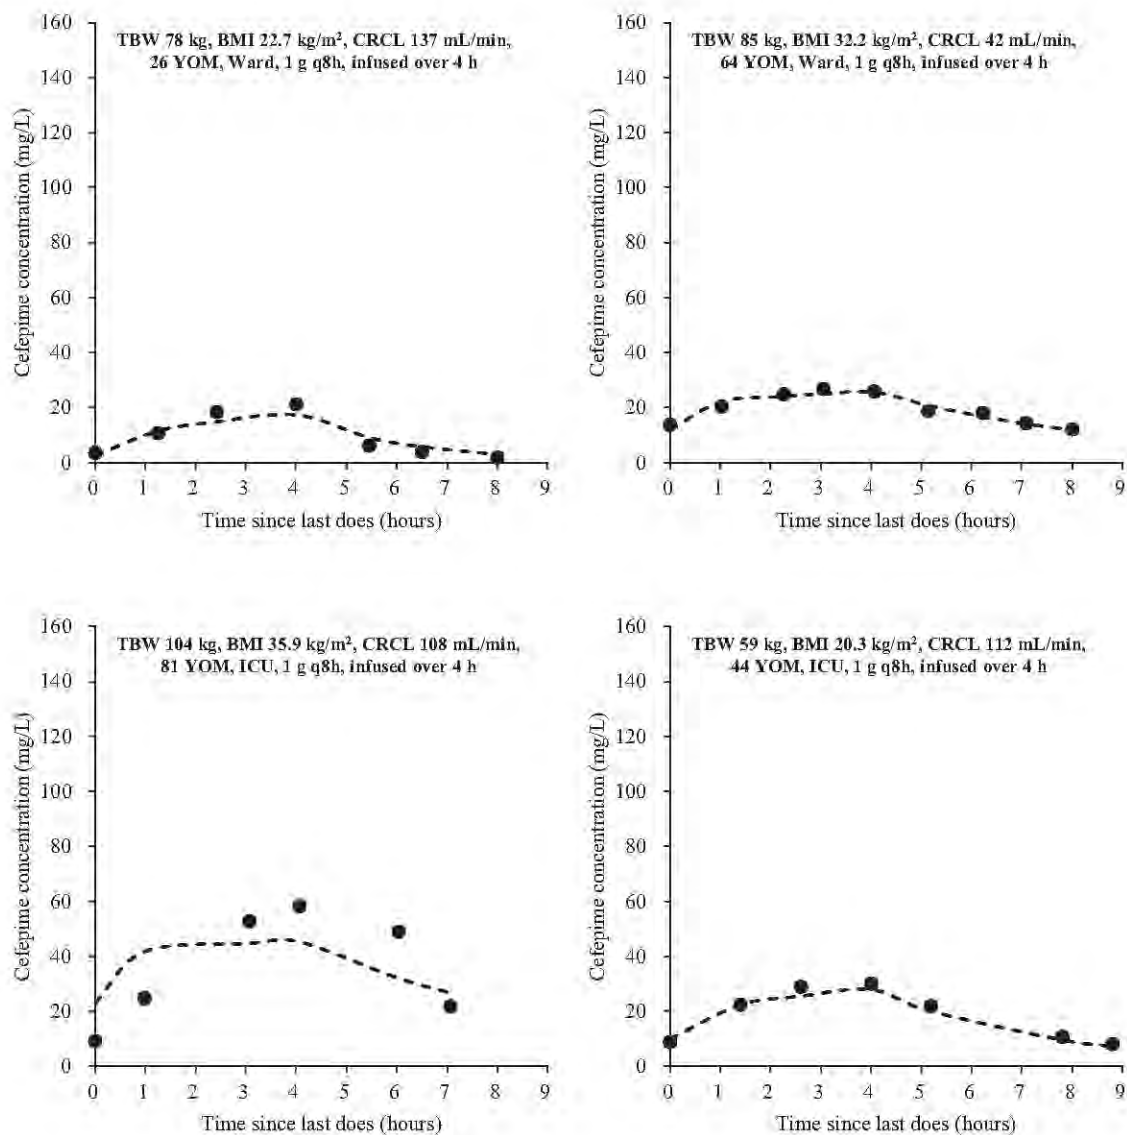 TBW 78 kg, BMI 22.7 kg/m², CRCL 137 mL/min,
26 YOM, Ward, 1 g q8h, infused over 4 h
Cefepime concentration (mg/L)
160
140
120
100
80
60
40
20
0
0 1 2 3 4 5 6 7 8 9
Time since last does (hours)
TBW 85 kg, BMI 32.2 kg/m², CRCL 42 mL/min,
64 YOM, Ward, 1 g q8h, infused over 4 h
Cefepime concentration (mg/L)
160
140
120
100
80
60
40
20
0
0 1 2 3 4 5 6 7 8 9
Time since last does (hours)
TBW 104 kg, BMI 35.9 kg/m², CRCL 108 mL/min,
81 YOM, ICU, 1 g q8h, infused over 4 h
Cefepime concentration (mg/L)
160
140
120
100
80
60
40
20
0
0 1 2 3 4 5 6 7 8 9
Time since last does (hours)
TBW 59 kg, BMI 20.3 kg/m², CRCL 112 mL/min,
44 YOM, ICU, 1 g q8h, infused over 4 h
Cefepime concentration (mg/L)
160
140
120
100
80
60
40
20
0
0 1 2 3 4 5 6 7 8 9
Time since last does (hours)